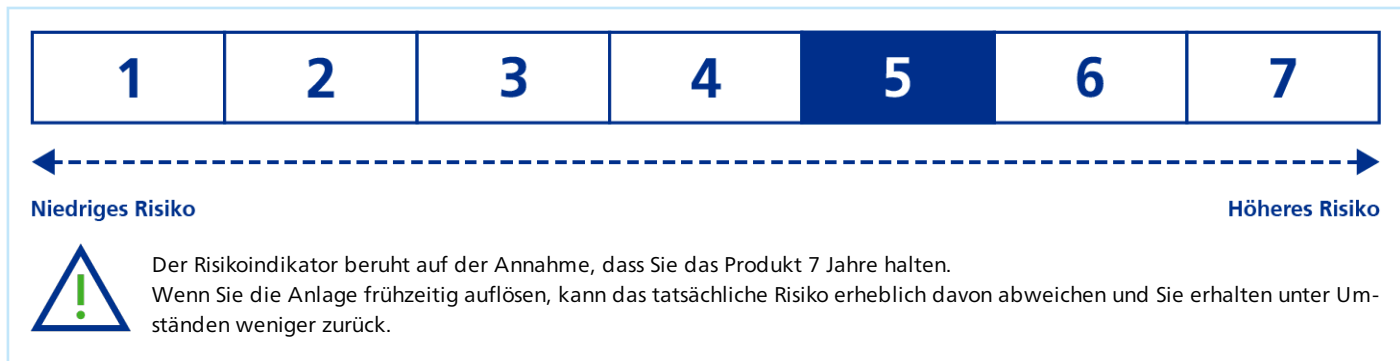 1 2 3 4 5 6 7
Niedriges Risiko Höheres Risiko
Der Risikoindikator beruht auf der Annahme, dass Sie das Produkt 7 Jahre halten.
Wenn Sie die Anlage frühzeitig auflösen, kann das tatsächliche Risiko erheblich davon abweichen und Sie erhalten unter Um-
ständen weniger zurück.